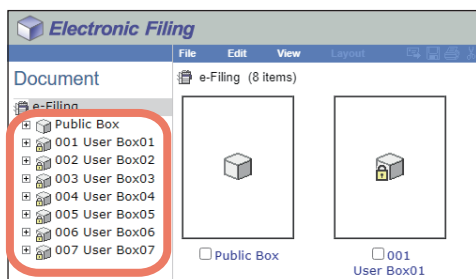 Electronic Filing
File Edit View Layout
Document
e-Filing (8 items)
e-Filing
Public Box
001 User Box01
002 User Box02
003 User Box03
004 User Box04
005 User Box05
006 User Box06
007 User Box07
Public Box
001
User Box01